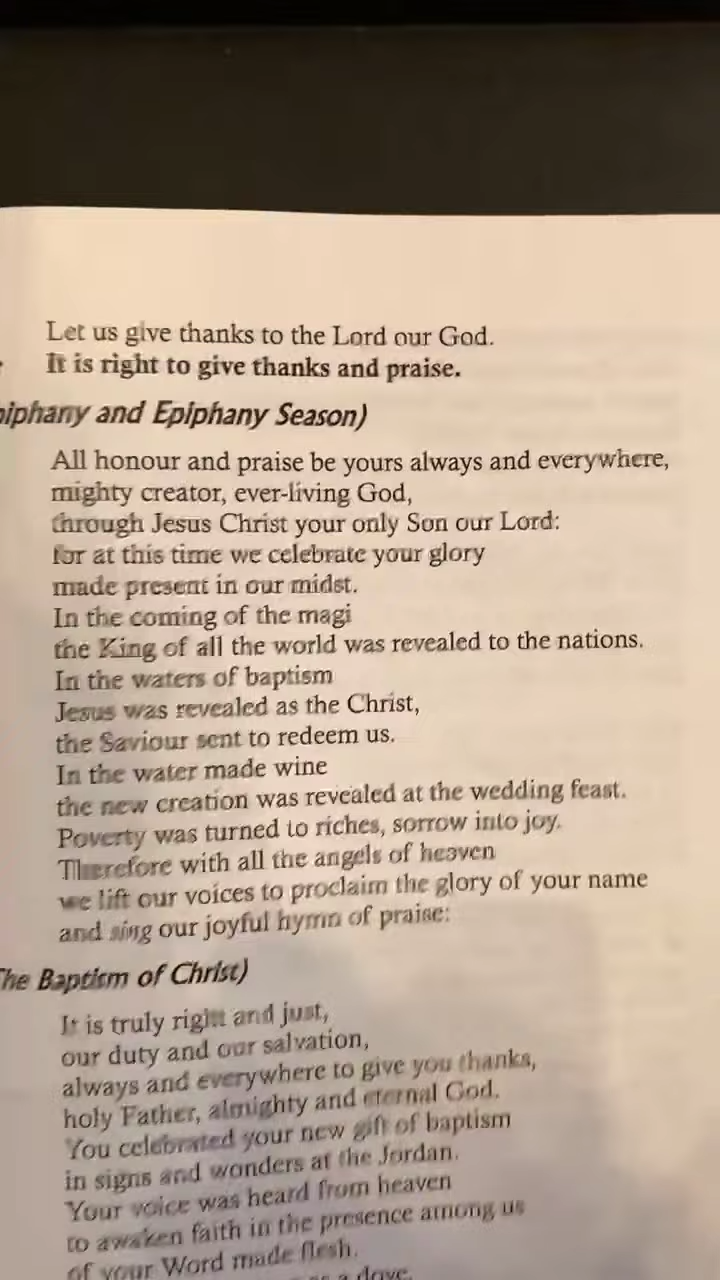 Let us give thanks to the Lord our God.
It is right to give thanks and praise.
iphany and Epiphany Season)
All honour and praise be yours always and everywhere,
mighty creator, ever-living God,
through Jesus Christ your only Son our Lord:
for at this time we celebrate your glory
made present in our midst.
In the coming of the magi
the King of all the world was revealed to the nations.
In the waters of baptism
Jesus was revealed as the Christ,
the Saviour sent to redeem us.
In the water made wine
the new creation was revealed at the wedding feast.
Poverty was turned to riches, sorrow into joy.
Therefore with all the angels of heaven
we lift our voices to proclaim the glory of your name
and sing our joyful hymn of praise:
he Baptism of Christ)
It is truly right and just,
our duty and our salvation,
always and everywhere to give you thanks,
holy Father, almighty and eternal God.
You celebrated your new gift of baptism
in signs and wonders at the Jordan.
Your voice was heard from heaven
to awaken faith in the presence among us
of your Word made flesh.
a dove,